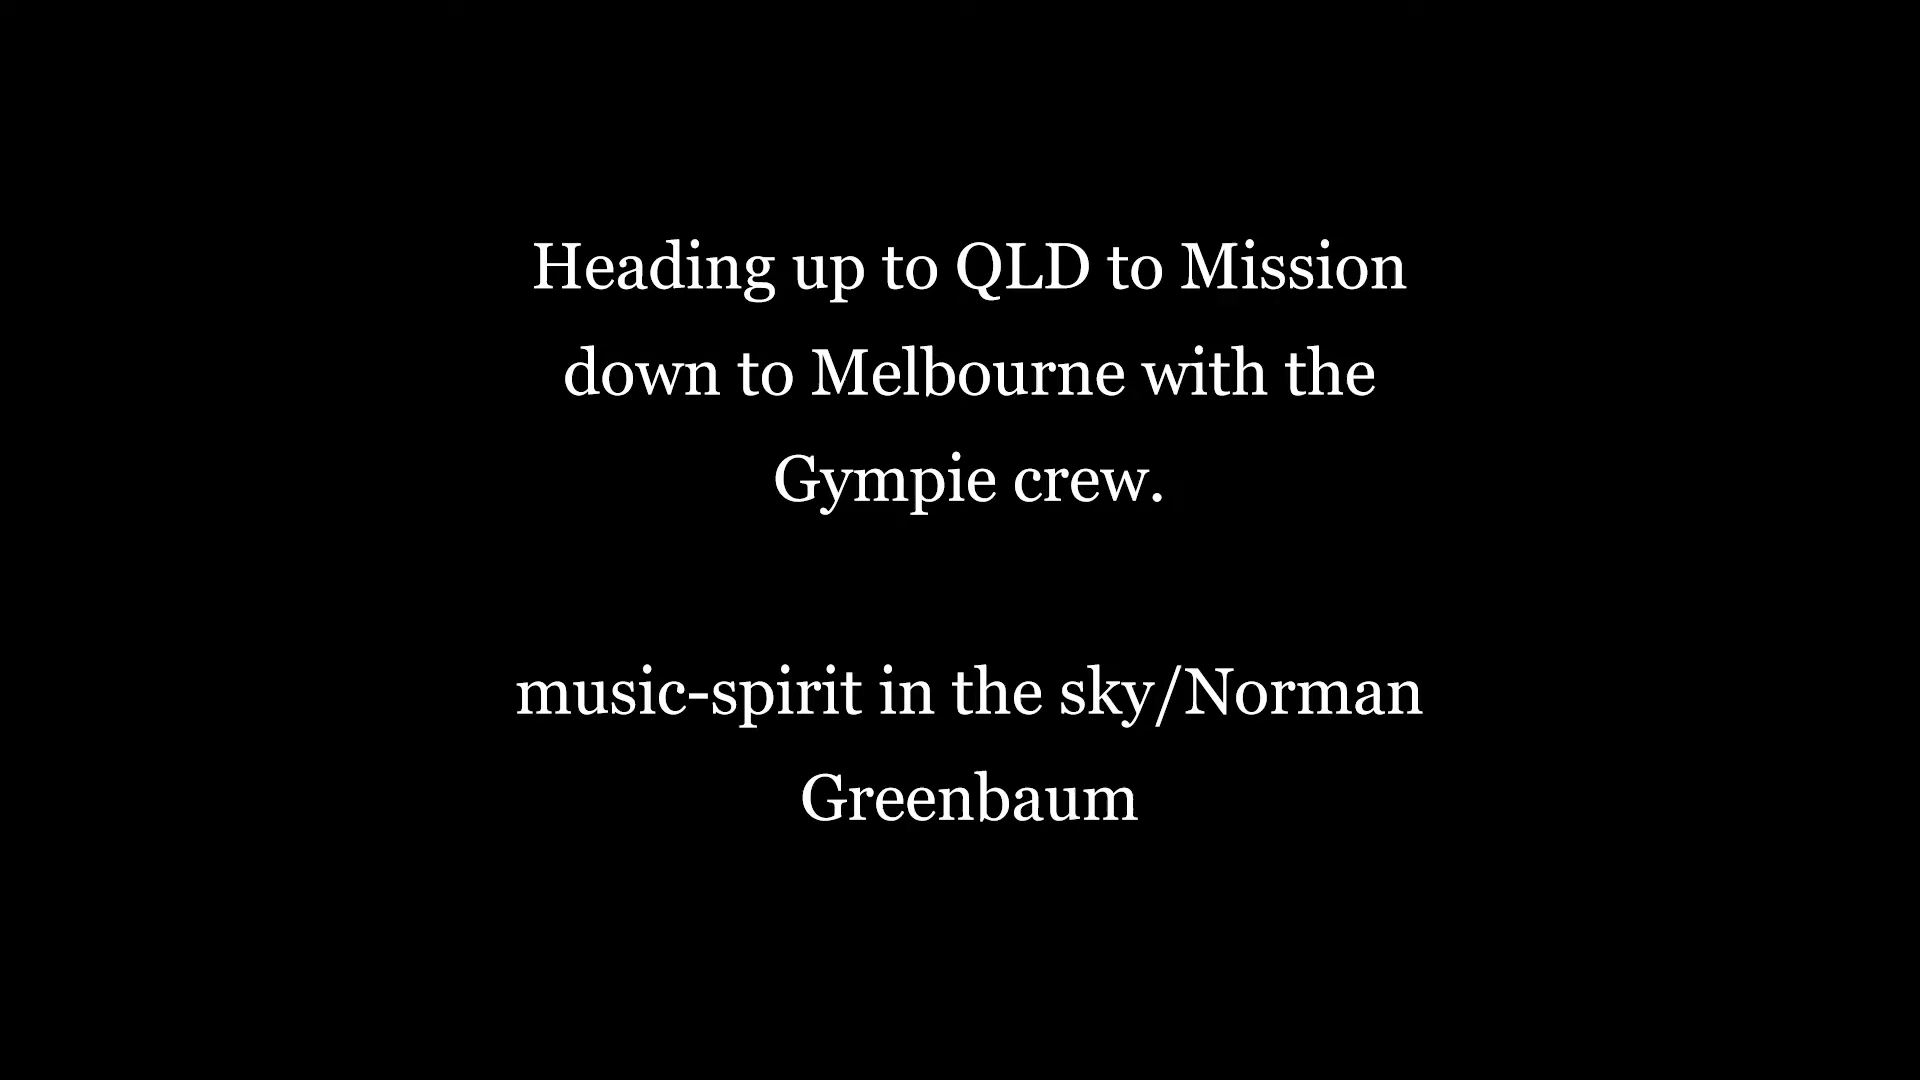 Heading up to QLD to Mission
down to Melbourne with the
Gympie crew.
music-spirit in the sky/Norman
Greenbaum